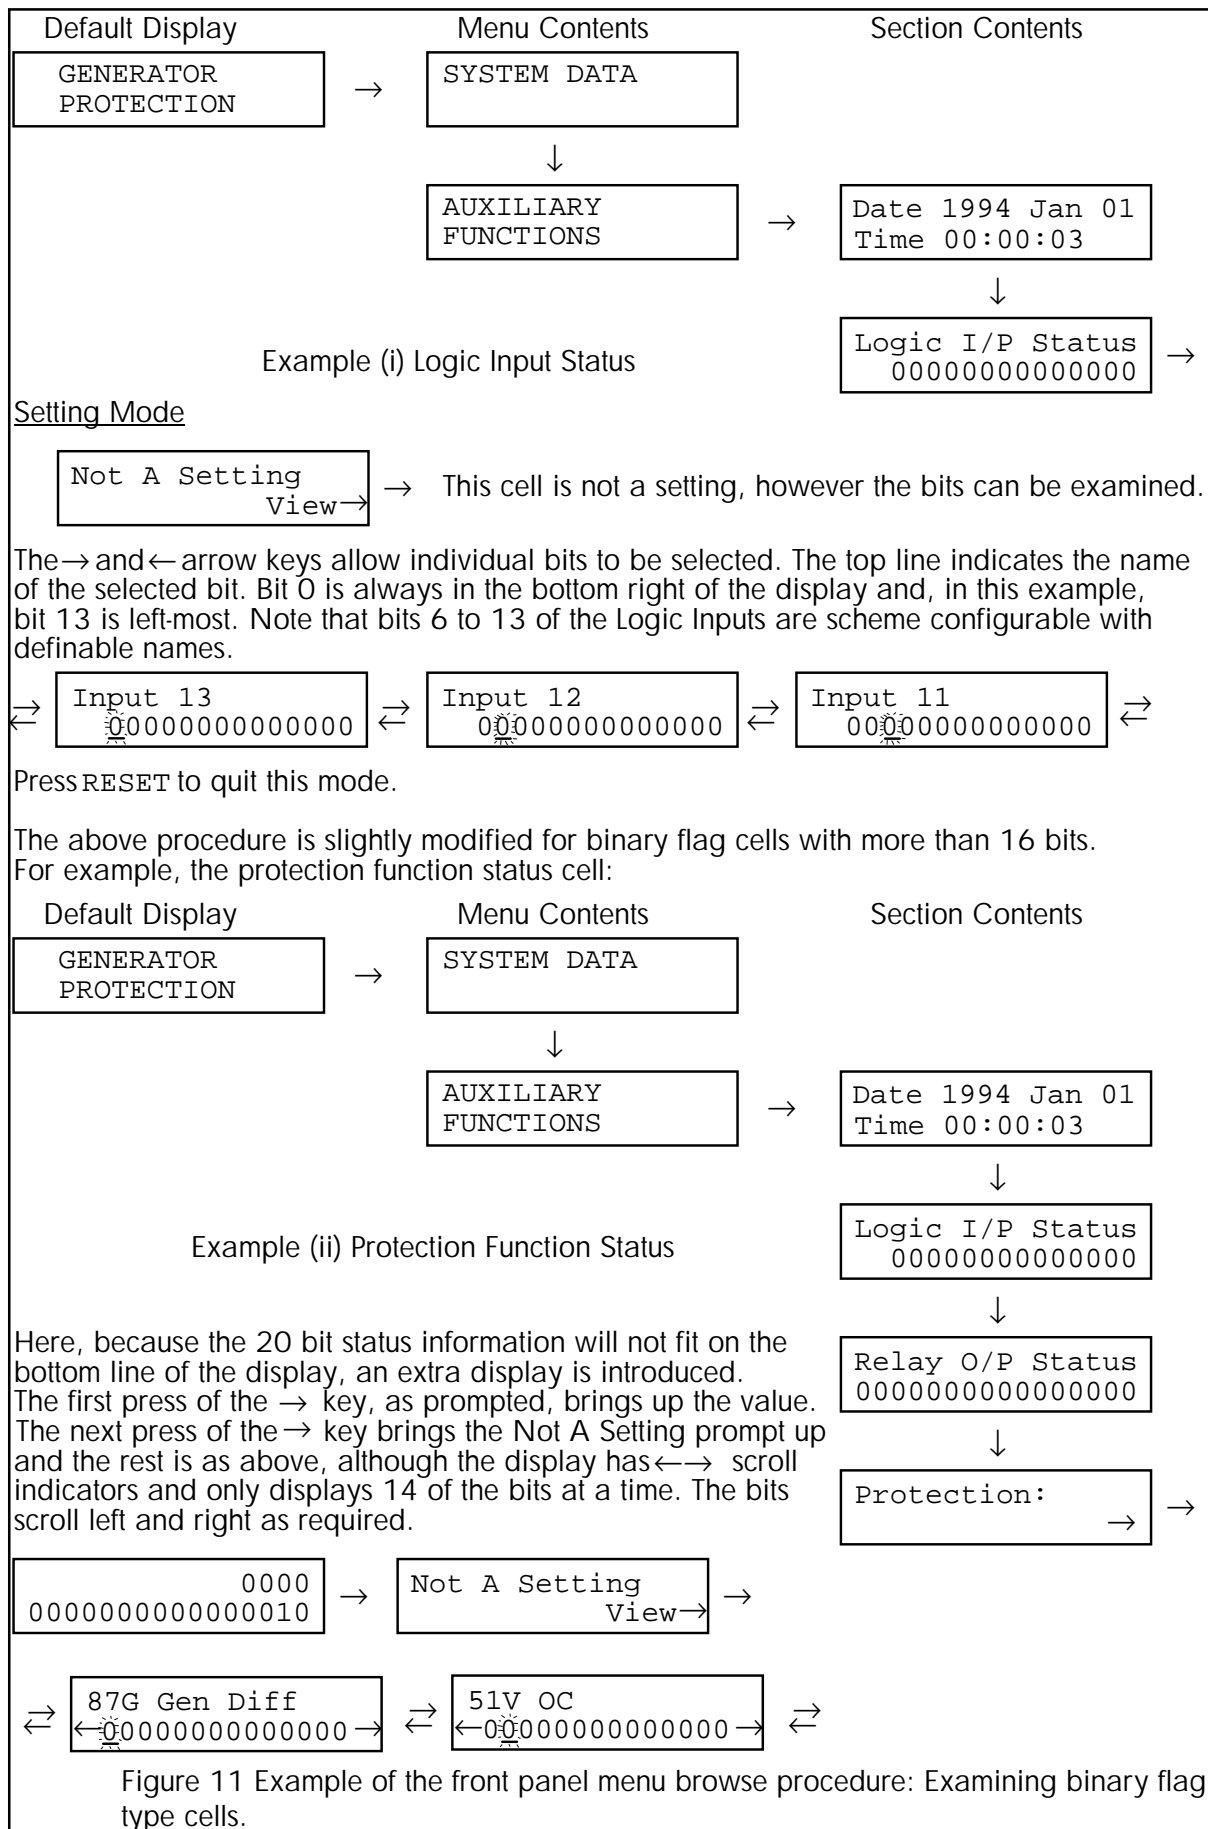 Default Display Menu Contents Section Contents
GENERATOR
PROTECTION
→
SYSTEM DATA
↓
AUXILIARY
FUNCTIONS
→
Date 1994 Jan 01
Time 00:00:03
↓
Example (i) Logic Input Status
Logic I/P Status
00000000000000
→
Setting Mode
Not A Setting
View→
→ This cell is not a setting, however the bits can be examined.
The → and ← arrow keys allow individual bits to be selected. The top line indicates the name
of the selected bit. Bit 0 is always in the bottom right of the display and, in this example,
bit 13 is left-most. Note that bits 6 to 13 of the Logic Inputs are scheme configurable with
definable names.
⇄
Input 13
00000000000000
⇄
Input 12
00000000000000
⇄
Input 11
00000000000000
⇄
Press RESET to quit this mode.
The above procedure is slightly modified for binary flag cells with more than 16 bits.
For example, the protection function status cell:
Default Display Menu Contents Section Contents
GENERATOR
PROTECTION
→
SYSTEM DATA
↓
AUXILIARY
FUNCTIONS
→
Date 1994 Jan 01
Time 00:00:03
↓
Example (ii) Protection Function Status
Logic I/P Status
00000000000000
↓
Relay O/P Status
0000000000000000
↓
Protection:
→
→
Here, because the 20 bit status information will not fit on the
bottom line of the display, an extra display is introduced.
The first press of the → key, as prompted, brings up the value.
The next press of the → key brings the Not A Setting prompt up
and the rest is as above, although the display has ←→ scroll
indicators and only displays 14 of the bits at a time. The bits
scroll left and right as required.
0000
0000000000000010
→
Not A Setting
View→
→
⇄
87G Gen Diff
←00000000000000→
⇄
51V OC
←00000000000000→
⇄
Figure 11 Example of the front panel menu browse procedure: Examining binary flag
type cells.